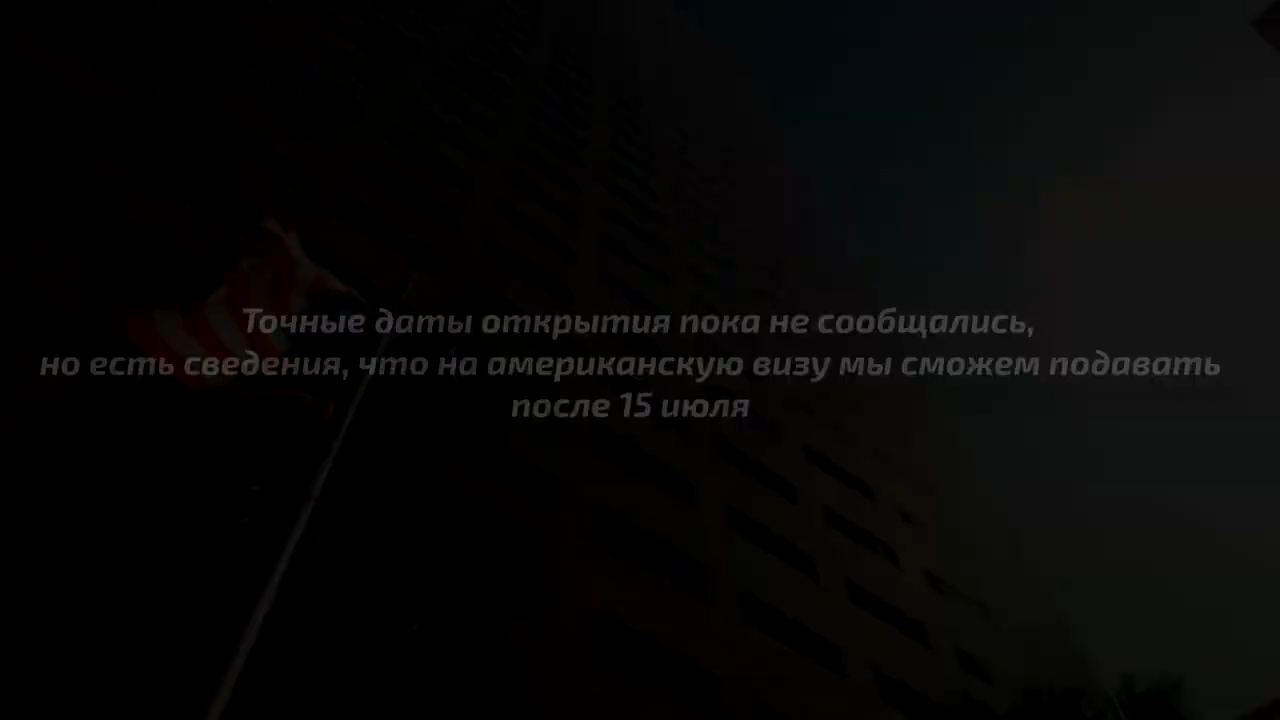 Точные даты открытия пока не сообщались,
но есть сведения, что на американскую визу мы сможем подавать
после 15 июля